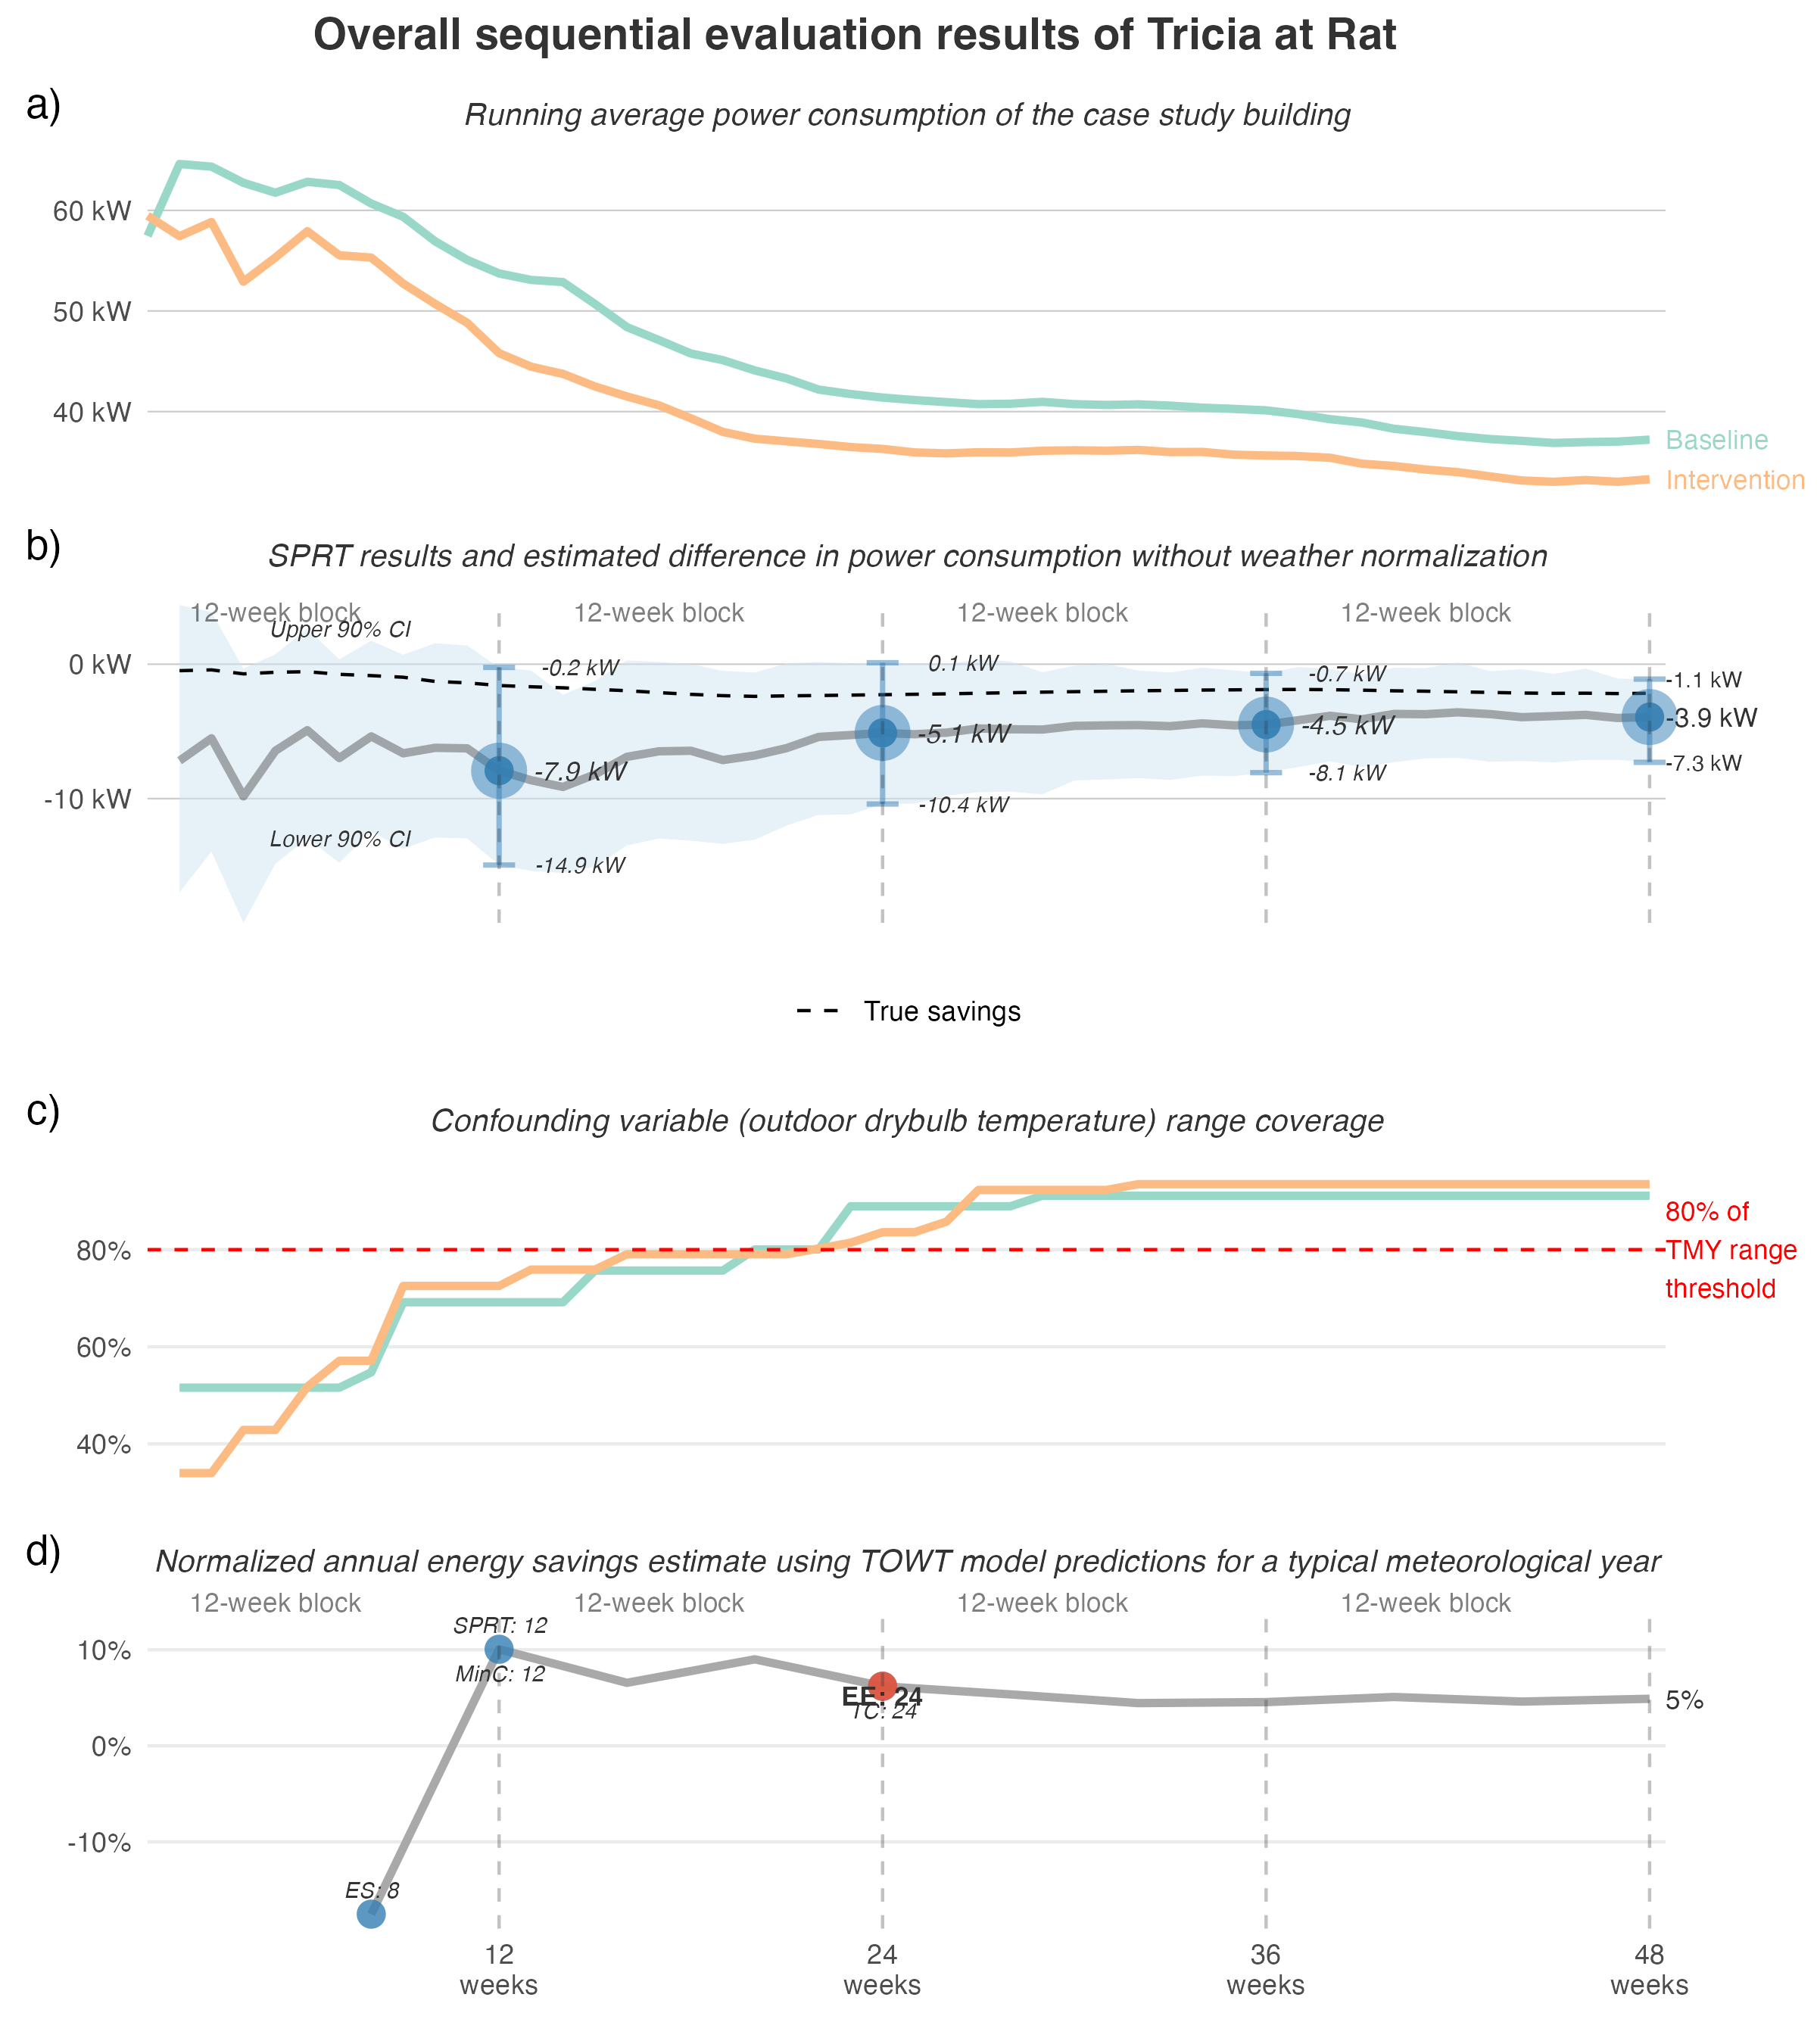 Overall sequential evaluation results of Tricia at Rat
a)
Running average power consumption of the case study building
60 kW
50 kW
40 kW
Baseline
Intervention
b)
SPRT results and estimated difference in power consumption without weather normalization
12-week block
12-week block
12-week block
12-week block
Upper 90% CI
0 kW
-0.2 kW
0.1 kW
-0.7 kW
-1.1 kW
-7.9 kW
-5.1 kW
-4.5 kW
-3.9 kW
-10 kW
Lower 90% CI
-14.9 kW
-10.4 kW
-8.1 kW
-7.3 kW
True savings
c)
Confounding variable (outdoor drybulb temperature) range coverage
80%
60%
40%
80% of
TMY range
threshold
d)
Normalized annual energy savings estimate using TOWT model predictions for a typical meteorological year
12-week block
12-week block
12-week block
12-week block
SPRT: 12
10%
MinC: 12
EE: 24
TC: 24
5%
0%
-10%
ES: 8
12
weeks
24
weeks
36
weeks
48
weeks